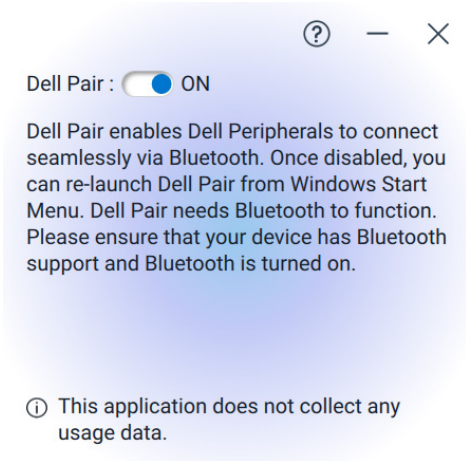 Dell Pair : ON
Dell Pair enables Dell Peripherals to connect
seamlessly via Bluetooth. Once disabled, you
can re-launch Dell Pair from Windows Start
Menu. Dell Pair needs Bluetooth to function.
Please ensure that your device has Bluetooth
support and Bluetooth is turned on.
This application does not collect any
usage data.